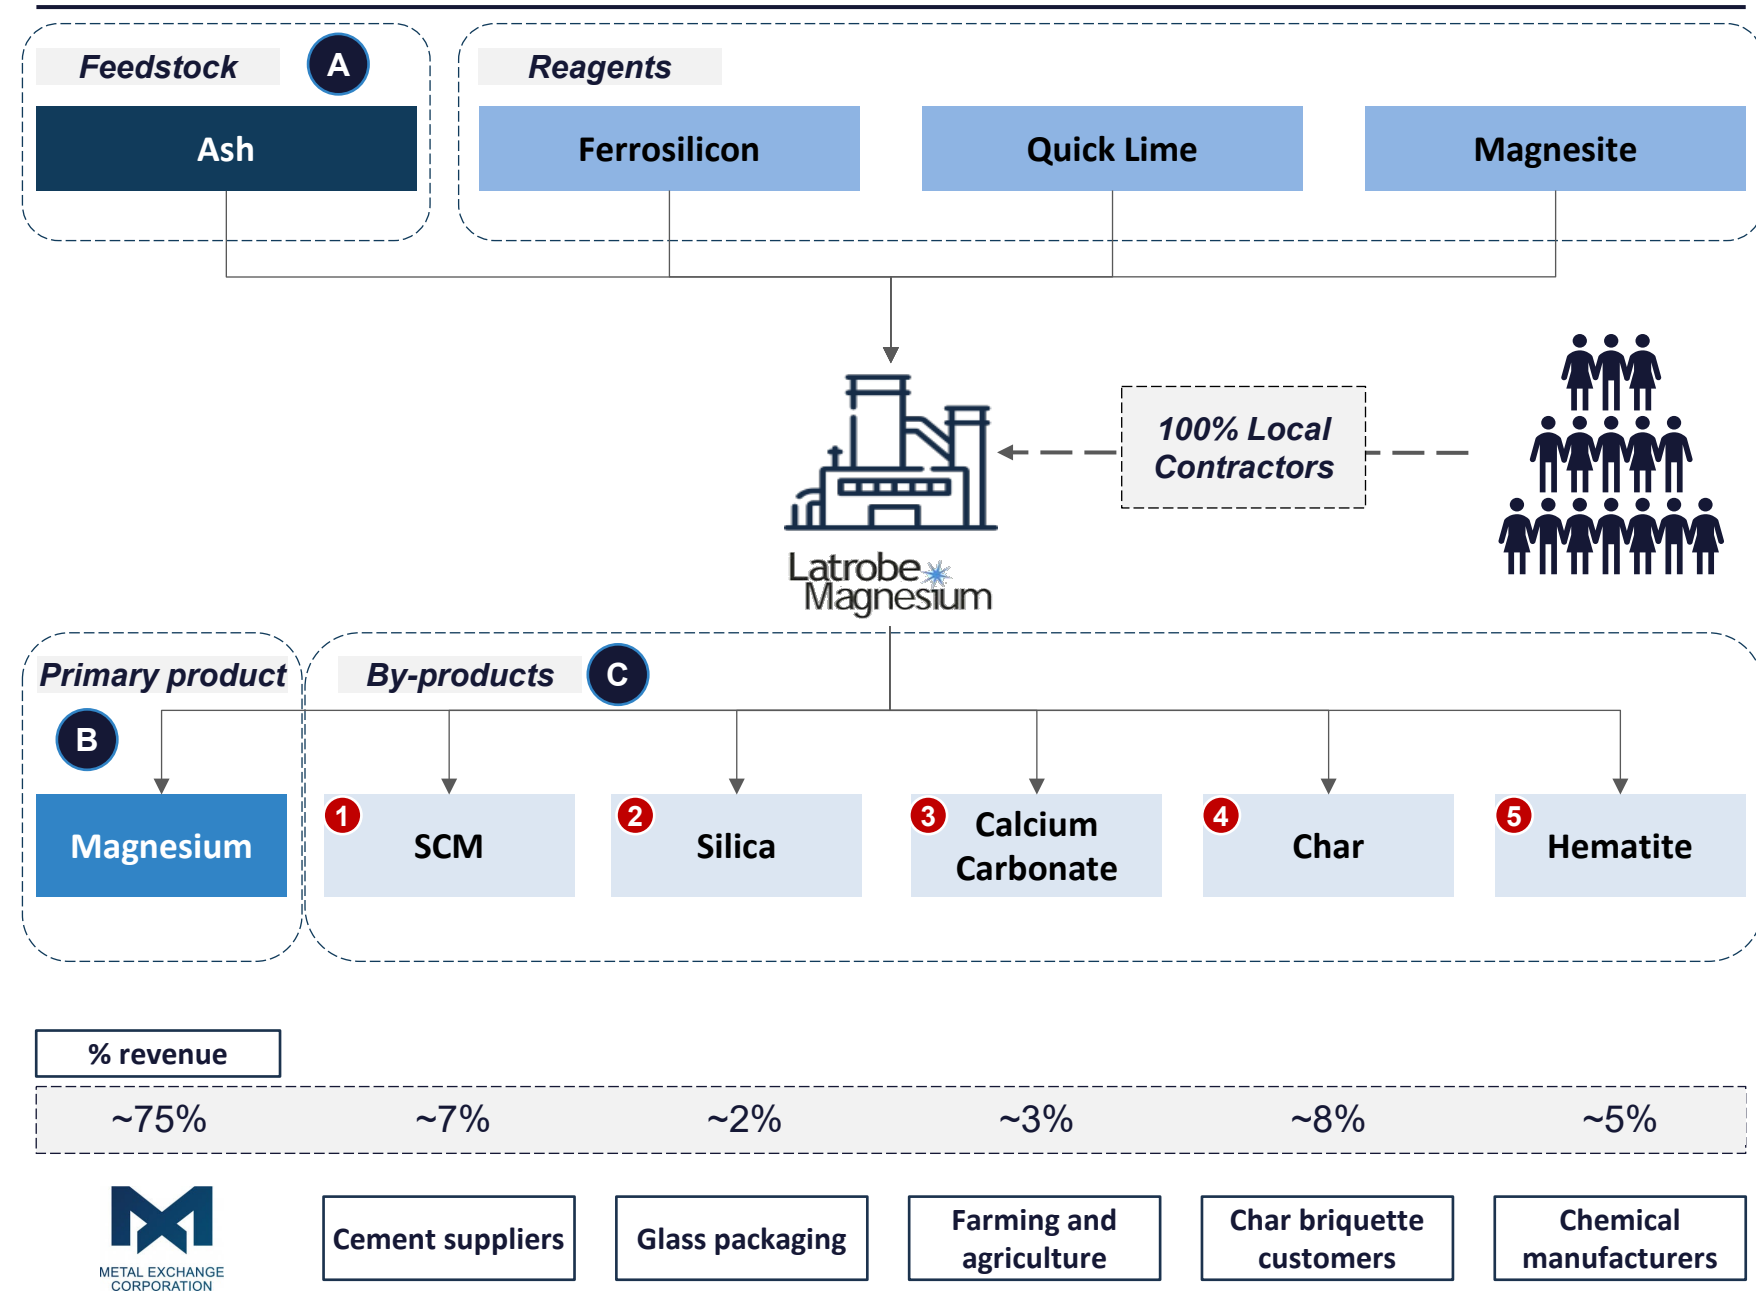 Feedstock
A
Reagents
Ash
Ferrosilicon
Quick Lime
Magnesite
100% Local
Contractors
Latrobe
Magnesium
Primary product
By-products
C
B
Magnesium
1
SCM
2
Silica
3
Calcium
Carbonate
4
Char
5
Hematite
% revenue
~75%
~7%
~2%
~3%
~8%
~5%
METAL EXCHANGE
CORPORATION
Cement suppliers
Glass packaging
Farming and
agriculture
Char briquette
customers
Chemical
manufacturers